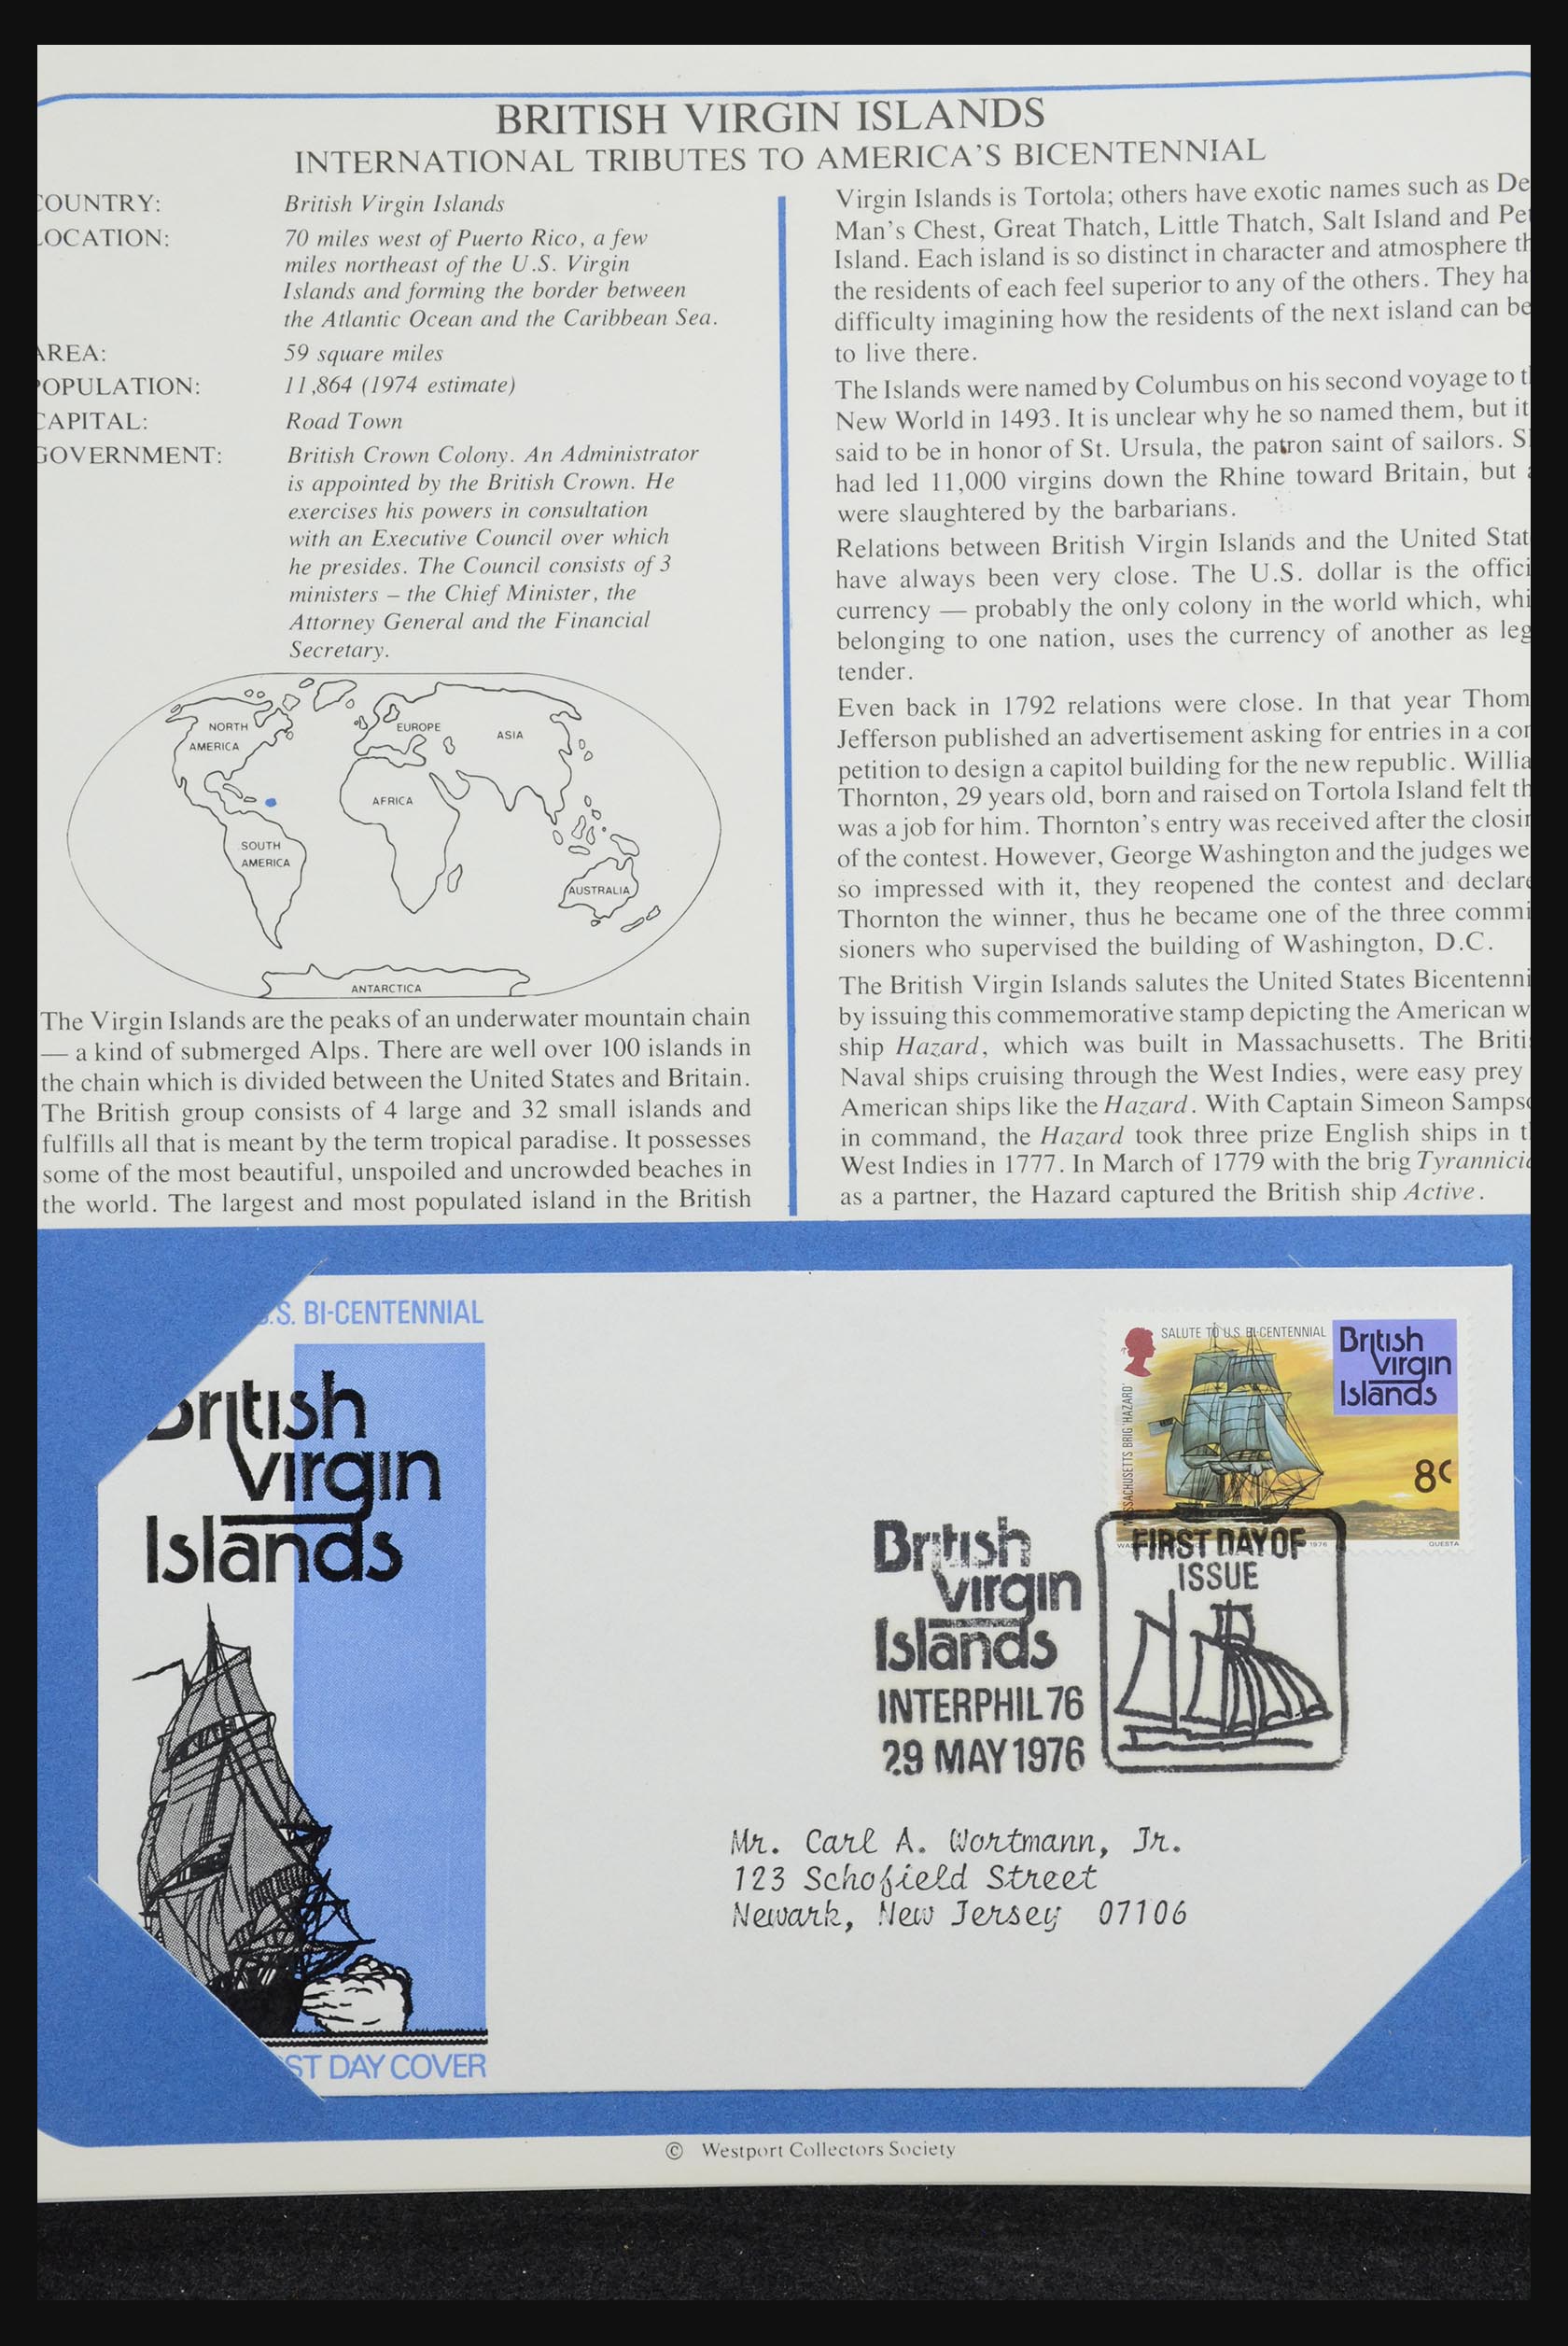 BRITISH VIRGIN ISLANDS
INTERNATIONAL TRIBUTES TO AMERICA'S BICENTENNIAL
COUNTRY: British Virgin Islands
LOCATION: 70 miles west of Puerto Rico, a few
miles northeast of the U.S. Virgin
Islands and forming the border between
the Atlantic Ocean and the Caribbean Sea.
AREA: 59 square miles
POPULATION: 11,864 (1974 estimate)
CAPITAL: Road Town
GOVERNMENT: British Crown Colony. An Administrator
is appointed by the British Crown. He
exercises his powers in consultation
with an Executive Council over which
he presides. The Council consists of 3
ministers – the Chief Minister, the
Attorney General and the Financial
Secretary.
NORTH
AMERICA
EUROPE
ASIA
AFRICA
SOUTH
AMERICA
AUSTRALIA
ANTARCTICA
The Virgin Islands are the peaks of an underwater mountain chain
— a kind of submerged Alps. There are well over 100 islands in
the chain which is divided between the United States and Britain.
The British group consists of 4 large and 32 small islands and
fulfills all that is meant by the term tropical paradise. It possesses
some of the most beautiful, unspoiled and uncrowded beaches in
the world. The largest and most populated island in the British
Virgin Islands is Tortola; others have exotic names such as De
Man's Chest, Great Thatch, Little Thatch, Salt Island and Pe
Island. Each island is so distinct in character and atmosphere th
the residents of each feel superior to any of the others. They ha
difficulty imagining how the residents of the next island can be
to live there.
The Islands were named by Columbus on his second voyage to t
New World in 1493. It is unclear why he so named them, but it
said to be in honor of St. Ursula, the patron saint of sailors. S
had led 11,000 virgins down the Rhine toward Britain, but
were slaughtered by the barbarians.
Relations between British Virgin Islands and the United Stat
have always been very close. The U.S. dollar is the offici
currency — probably the only colony in the world which, whi
belonging to one nation, uses the currency of another as leg
tender.
Even back in 1792 relations were close. In that year Thom
Jefferson published an advertisement asking for entries in a co
petition to design a capitol building for the new republic. Willia
Thornton, 29 years old, born and raised on Tortola Island felt th
was a job for him. Thornton's entry was received after the closi
of the contest. However, George Washington and the judges we
so impressed with it, they reopened the contest and declare
Thornton the winner, thus he became one of the three commi
sioners who supervised the building of Washington, D.C.
The British Virgin Islands salutes the United States Bicentenni
by issuing this commemorative stamp depicting the American w
ship Hazard, which was built in Massachusetts. The Briti
Naval ships cruising through the West Indies, were easy prey
American ships like the Hazard. With Captain Simeon Samps
in command, the Hazard took three prize English ships in t
West Indies in 1777. In March of 1779 with the brig Tyrannici
as a partner, the Hazard captured the British ship Active.
.S. BI-CENTENNIAL
British
Virgin
Islands
ST DAY COVER
SALUTE TO U.S. BI-CENTENNIAL
British
Virgin
Islands
MASSACHUSETTS BRIG 'HAZARD'
8c
1976
QUESTA
British
Virgin
Islands
INTERPHIL 76
29 MAY 1976
FIRST DAY OF
ISSUE
Mr. Carl A. Wortmann, Jr.
123 Schofield Street
Newark, New Jersey 07106
© Westport Collectors Society